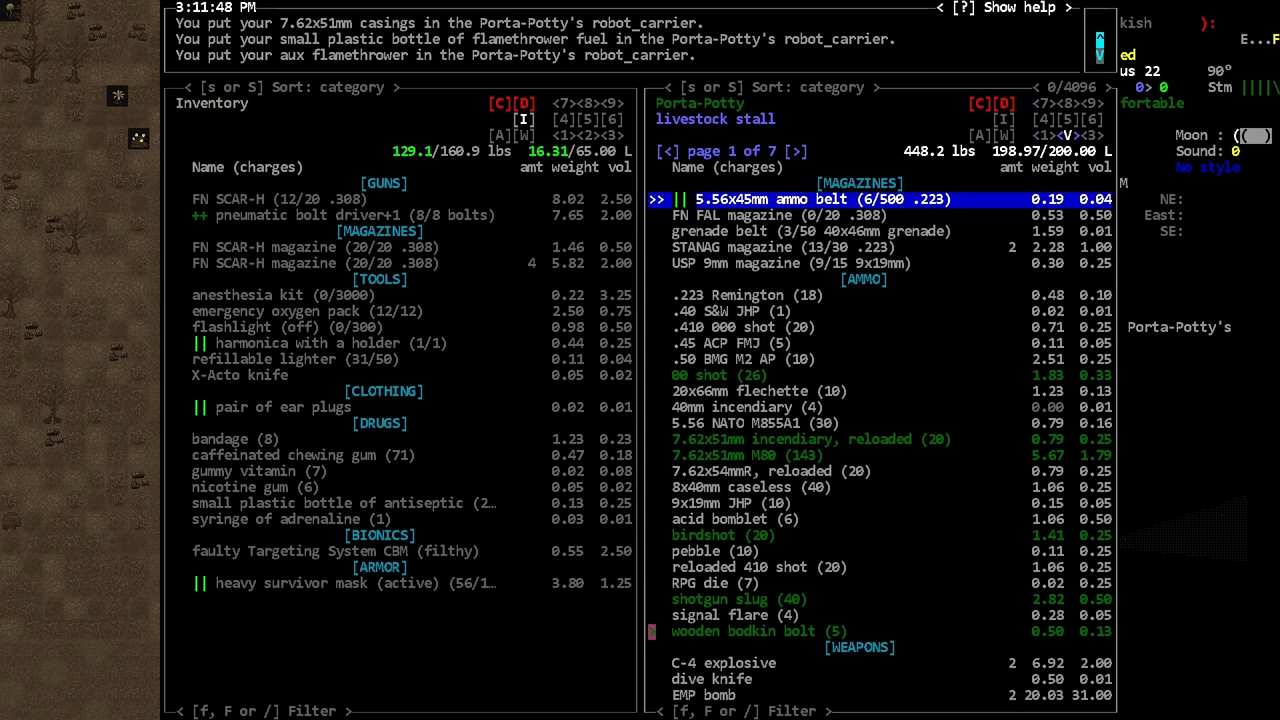 3:11:48 PM
< [?] Show help >
You put your 7.62x51mm casings in the Porta-Potty's robot_carrier.
You put your small plastic bottle of flamethrower fuel in the Porta-Potty's robot_carrier.
You put your aux flamethrower in the Porta-Potty's robot_carrier.
^
V
kish ):
E...F
ed
us 22 90°
0> 0 Stm ||||\
fortable
Moon : ( )
Sound: 0
No style
M
NE:
East:
SE:
Porta-Potty's
< [s or S] Sort: category >
Inventory [C][D] <7><8><9>
[I] [4][5][6]
[A][W] <1><2><3>
129.1/160.9 lbs 16.31/65.00 L
Name (charges) amt weight vol
[GUNS]
FN SCAR-H (12/20 .308) 8.02 2.50
++ pneumatic bolt driver+1 (8/8 bolts) 7.65 2.00
[MAGAZINES]
FN SCAR-H magazine (20/20 .308) 1.46 0.50
FN SCAR-H magazine (20/20 .308) 4 5.82 2.00
[TOOLS]
anesthesia kit (0/3000) 0.22 3.25
emergency oxygen pack (12/12) 2.50 0.75
flashlight (off) (0/300) 0.98 0.50
|| harmonica with a holder (1/1) 0.44 0.25
refillable lighter (31/50) 0.11 0.04
X-Acto knife 0.05 0.02
[CLOTHING]
|| pair of ear plugs 0.02 0.01
[DRUGS]
bandage (8) 1.23 0.23
caffeinated chewing gum (71) 0.47 0.18
gummy vitamin (7) 0.02 0.08
nicotine gum (6) 0.05 0.02
small plastic bottle of antiseptic (2… 0.13 0.25
syringe of adrenaline (1) 0.03 0.01
[BIONICS]
faulty Targeting System CBM (filthy) 0.55 2.50
[ARMOR]
|| heavy survivor mask (active) (56/1… 3.80 1.25
< [f, F or /] Filter >
< [s or S] Sort: category > < 0/4096 >
Porta-Potty [C][D] <7><8><9>
livestock stall [I] [4][5][6]
[A][W] <1><V><3>
[<] page 1 of 7 [>] 448.2 lbs 198.97/200.00 L
Name (charges) amt weight vol
[MAGAZINES]
>> || 5.56x45mm ammo belt (6/500 .223) 0.19 0.04
FN FAL magazine (0/20 .308) 0.53 0.50
grenade belt (3/50 40x46mm grenade) 1.59 0.01
STANAG magazine (13/30 .223) 2 2.28 1.00
USP 9mm magazine (9/15 9x19mm) 0.30 0.25
[AMMO]
.223 Remington (18) 0.48 0.10
.40 S&W JHP (1) 0.02 0.01
.410 000 shot (20) 0.71 0.25
.45 ACP FMJ (5) 0.11 0.05
.50 BMG M2 AP (10) 2.51 0.25
00 shot (26) 1.83 0.33
20x66mm flechette (10) 1.23 0.13
40mm incendiary (4) 0.00 0.01
5.56 NATO M855A1 (30) 0.79 0.16
7.62x51mm incendiary, reloaded (20) 0.79 0.25
7.62x51mm M80 (143) 5.67 1.79
7.62x54mmR, reloaded (20) 0.79 0.25
8x40mm caseless (40) 1.06 0.25
9x19mm JHP (10) 0.15 0.05
acid bomblet (6) 1.06 0.50
birdshot (20) 1.41 0.25
pebble (10) 0.11 0.25
reloaded 410 shot (20) 1.06 0.25
RPG die (7) 0.02 0.25
shotgun slug (40) 2.82 0.50
signal flare (4) 0.28 0.05
> wooden bodkin bolt (5) 0.50 0.13
[WEAPONS]
C-4 explosive 2 6.92 2.00
dive knife 0.50 0.01
EMP bomb 2 20.03 31.00
< [f, F or /] Filter >